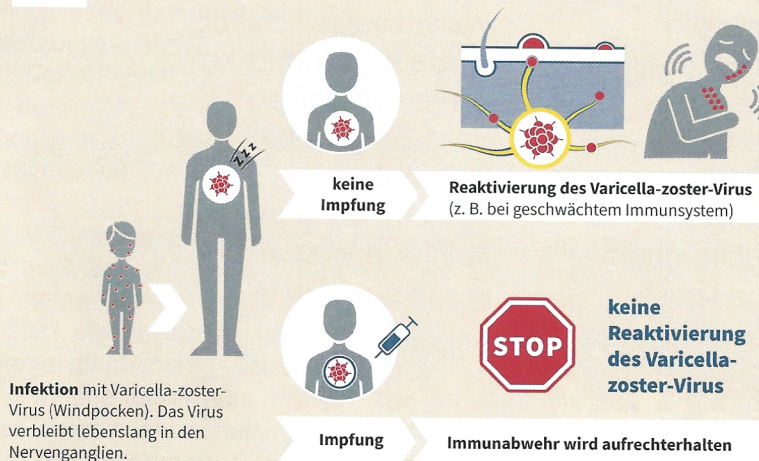 zzz
keine
Impfung
Reaktivierung des Varicella-zoster-Virus
(z. B. bei geschwächtem Immunsystem)
STOP
keine
Reaktivierung
des Varicella-
zoster-Virus
Infektion mit Varicella-zoster-
Virus (Windpocken). Das Virus
verbleibt lebenslang in den
Nervenganglien.
Impfung
Immunabwehr wird aufrechterhalten